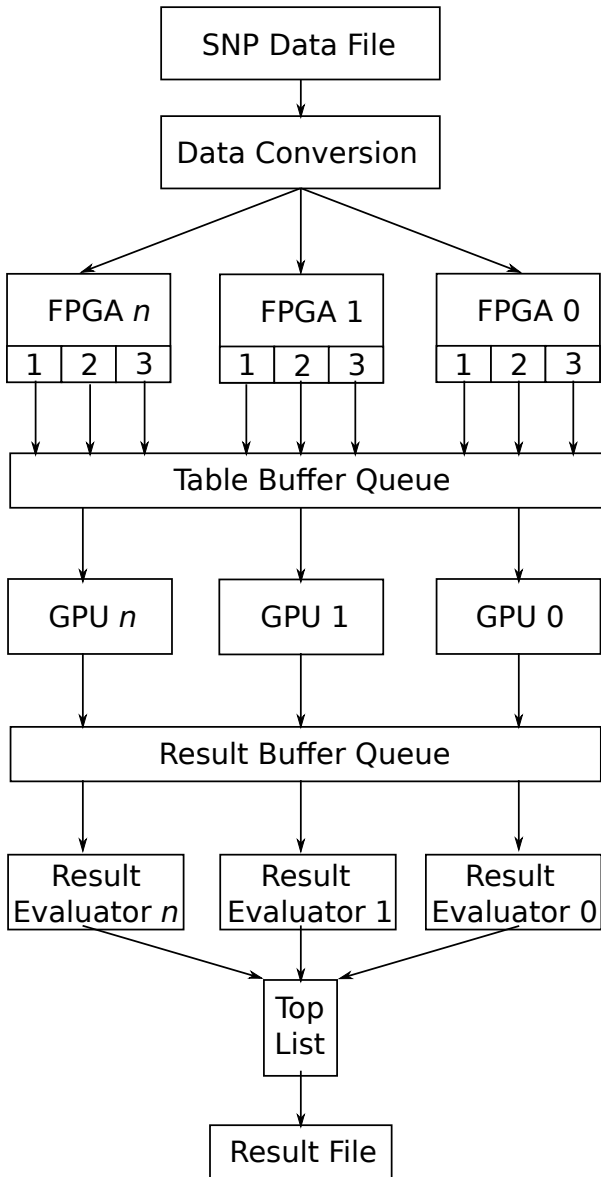 SNP Data File
Data Conversion
FPGA n
FPGA 1
FPGA 0
1 2 3
1 2 3
1 2 3
Table Buffer Queue
GPU n
GPU 1
GPU 0
Result Buffer Queue
Result
Evaluator n
Result
Evaluator 1
Result
Evaluator 0
Top
List
Result File